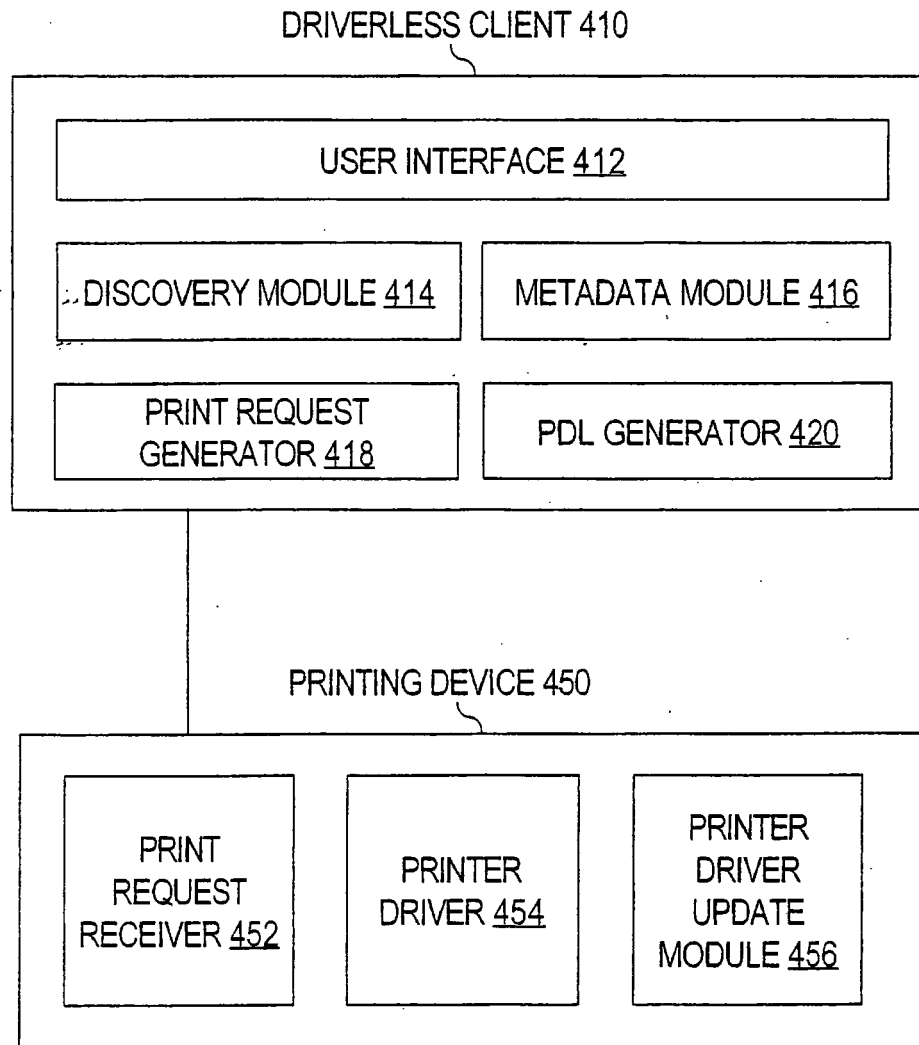 DRIVERLESS CLIENT 410
USER INTERFACE 412
DISCOVERY MODULE 414
METADATA MODULE 416
PRINT REQUEST
GENERATOR 418
PDL GENERATOR 420
PRINTING DEVICE 450
PRINT
REQUEST
RECEIVER 452
PRINTER
DRIVER 454
PRINTER
DRIVER
UPDATE
MODULE 456